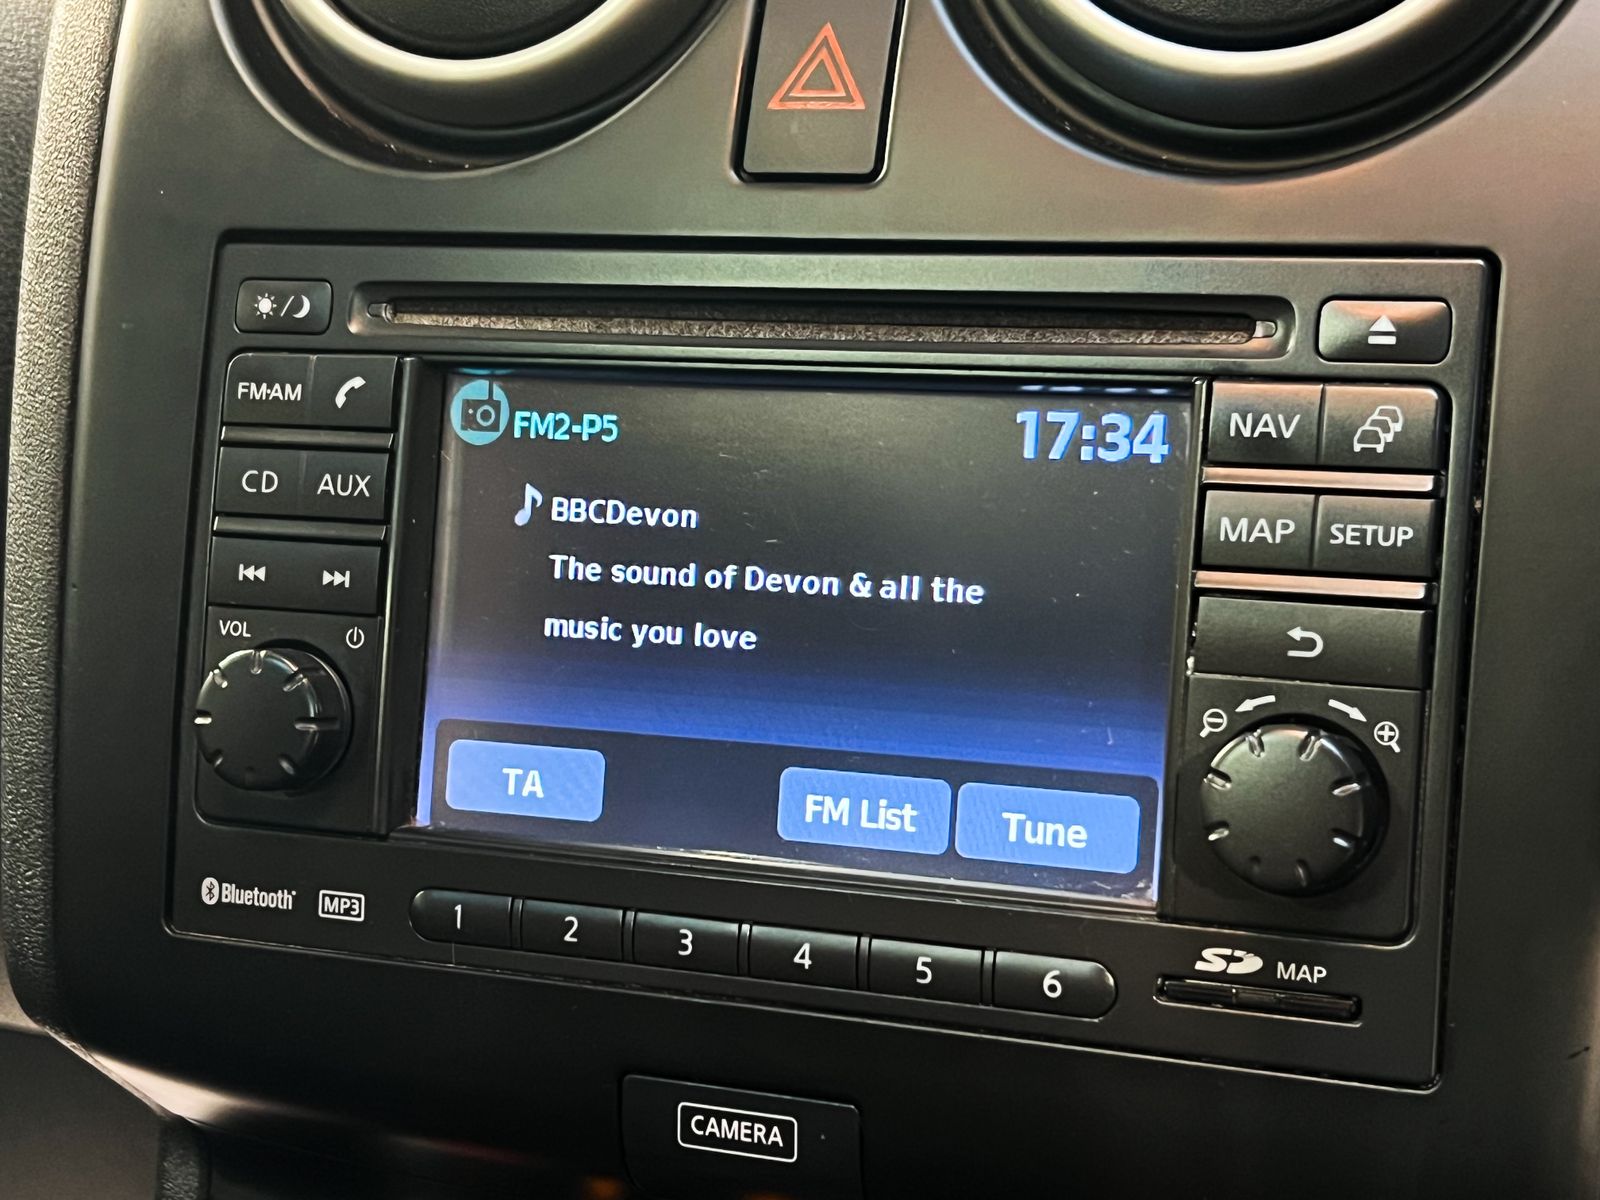 FM·AM
CD AUX
VOL
FM2-P5
17:34
BBCDevon
The sound of Devon & all the
music you love
TA
FM List
Tune
NAV
MAP
SETUP
Bluetooth
MP3
1 2 3 4 5 6
SD MAP
CAMERA